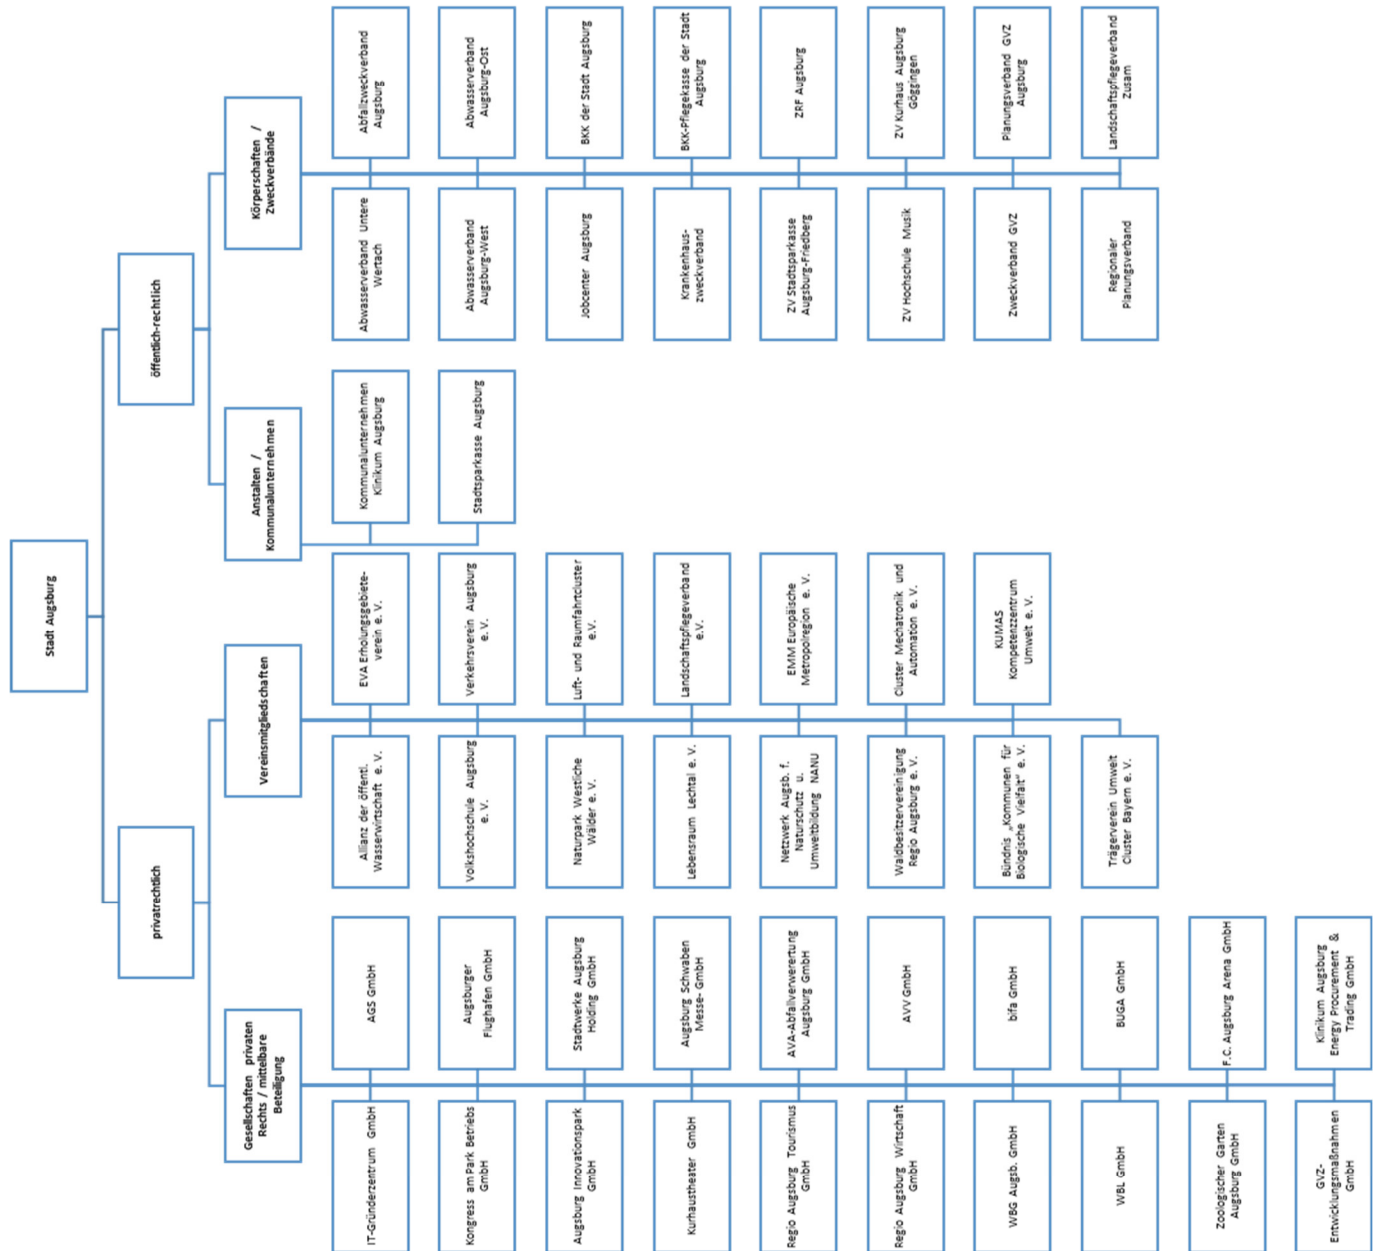 Stadt Augsburg
privatrechtlich
öffentlich-rechtlich
Gesellschaften privaten
Rechts / mittelbare
Beteiligung
Vereinsmitgliedschaften
Anstalten /
Kommunalunternehmen
Körperschaften /
Zweckverbände
IT-Gründerzentrum GmbH
AGS GmbH
Kongress am Park Betriebs
GmbH
Augsburger
Flughafen GmbH
Augsburg Innovationspark
GmbH
Stadtwerke Augsburg
Holding GmbH
Kurhaustheater GmbH
Augsburg Schwaben
Messe- GmbH
Regio Augsburg Tourismus
GmbH
AVA-Abfallverwerertung
Augsburg GmbH
Regio Augsburg Wirtschaft
GmbH
AVV GmbH
WBG Augsb. GmbH
bifa GmbH
WBL GmbH
BUGA GmbH
Zoologischer Garten
Augsburg GmbH
F.C. Augsburg Arena GmbH
GVZ-
Entwicklungsmaßnahmen
GmbH
Klinikum Augsburg
Energy Procurement &
Trading GmbH
Allianz der öffentl.
Wasserwirtschaft e. V.
EVA Erholungsgebiete-
verein e. V.
Volkshochschule Augsburg
e. V.
Verkehrsverein Augsburg
e. V.
Naturpark Westliche
Wälder e. V.
Luft- und Raumfahrtcluster
e.V.
Lebensraum Lechtal e. V.
Landschaftspflegeverband
e.V.
Netzwerk Augsb. f.
Naturschutz u.
Umweltbildung NANU
EMM Europäische
Metropolregion e. V.
Waldbesitzervereinigung
Regio Augsburg e. V.
Cluster Mechatronik und
Automation e. V.
Bündnis „Kommunen für
Biologische Vielfalt“ e. V.
KUMAS
Kompetenzzentrum
Umwelt e. V.
Trägerverein Umwelt
Cluster Bayern e. V.
Kommunalunternehmen
Klinikum Augsburg
Stadtsparkasse Augsburg
Abwasserverband Untere
Wertach
Abfallzweckverband
Augsburg
Abwasserverband
Augsburg-West
Abwasserverband
Augsburg-Ost
Jobcenter Augsburg
BKK der Stadt Augsburg
Krankenhaus-
zweckverband
BKK-Pflegekasse der Stadt
Augsburg
ZV Stadtsparkasse
Augsburg-Friedberg
ZRF Augsburg
ZV Hochschule Musik
ZV Kurhaus Augsburg
Göggingen
Zweckverband GVZ
Planungsverband GVZ
Augsburg
Regionaler
Planungsverband
Landschaftspflegeverband
Zusam